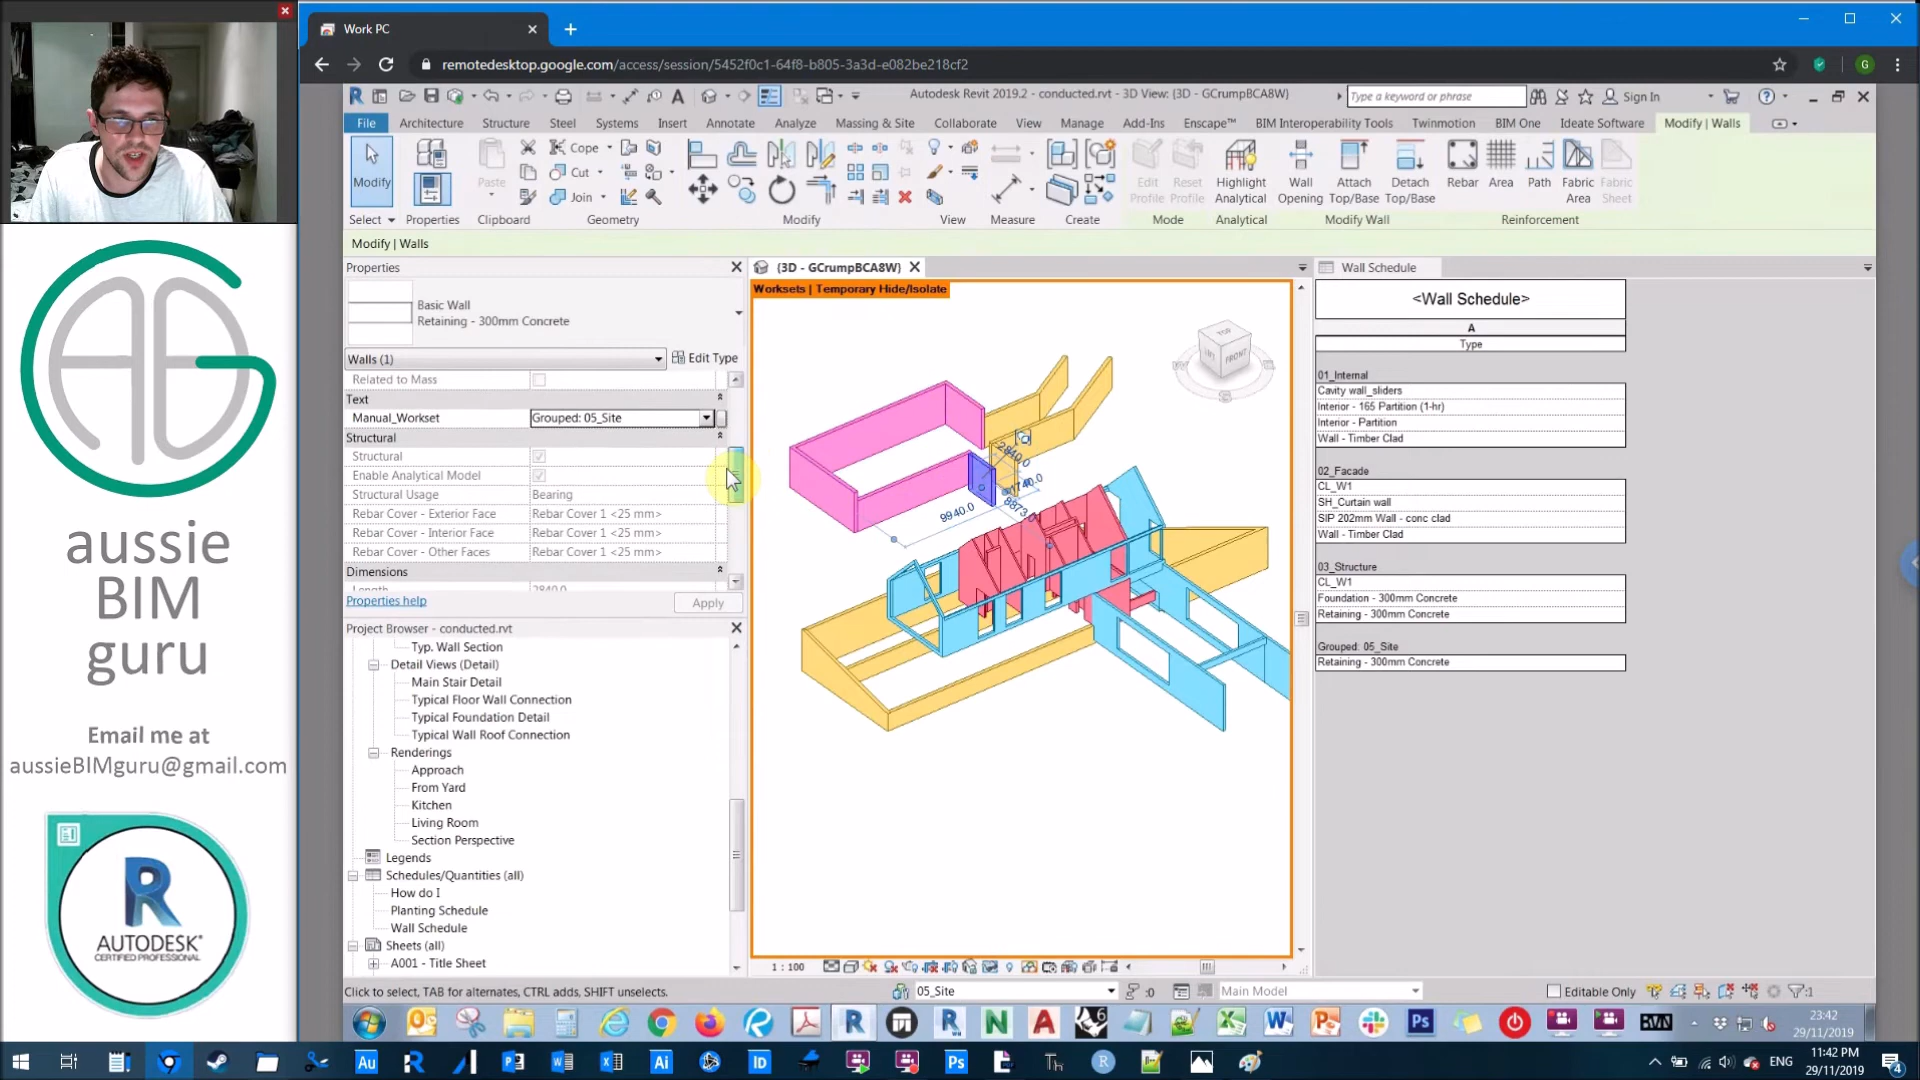 Work PC
remotedesktop.google.com/access/session/5452f0c1-64f8-b805-3a3d-e082be218cf2
G
Autodesk Revit 2019.2 - conducted.rvt - 3D View: {3D - GCrumpBCA8W}
Type a keyword or phrase
Sign In
File Architecture Structure Steel Systems Insert Annotate Analyze Massing & Site Collaborate View Manage Add-Ins Enscape™ BIM Interoperability Tools Twinmotion BIM One Ideate Software Modify | Walls
Modify
Paste
Cope
Cut
Join
Edit Profile
Reset Profile
Highlight Analytical
Wall Opening
Attach Top/Base
Detach Top/Base
Rebar
Area
Path
Fabric Area
Fabric Sheet
Select Properties Clipboard Geometry Modify View Measure Create Mode Analytical Modify Wall Reinforcement
Modify | Walls
Properties
Basic Wall
Retaining - 300mm Concrete
Walls (1)
Edit Type
Related to Mass
Text
Manual_Workset Grouped: 05_Site
Structural
Structural
Enable Analytical Model
Structural Usage Bearing
Rebar Cover - Exterior Face Rebar Cover 1 <25 mm>
Rebar Cover - Interior Face Rebar Cover 1 <25 mm>
Rebar Cover - Other Faces Rebar Cover 1 <25 mm>
Dimensions
Length 2840.0
Properties help
Apply
Project Browser - conducted.rvt
Typ. Wall Section
Detail Views (Detail)
Main Stair Detail
Typical Floor Wall Connection
Typical Foundation Detail
Typical Wall Roof Connection
Renderings
Approach
From Yard
Kitchen
Living Room
Section Perspective
Legends
Schedules/Quantities (all)
How do I
Planting Schedule
Wall Schedule
Sheets (all)
A001 - Title Sheet
(3D - GCrumpBCA8W)
Worksets | Temporary Hide/Isolate
TOP
FRONT
2840.0
1740.0
9940.0
1 : 100
Wall Schedule
<Wall Schedule>
A
Type
01_Internal
Cavity wall_sliders
Interior - 165 Partition (1-hr)
Interior - Partition
Wall - Timber Clad
02_Facade
CL_W1
SH_Curtain wall
SIP 202mm Wall - conc clad
Wall - Timber Clad
03_Structure
CL_W1
Foundation - 300mm Concrete
Retaining - 300mm Concrete
Grouped: 05_Site
Retaining - 300mm Concrete
Click to select, TAB for alternates, CTRL adds, SHIFT unselects.
05_Site
:0
Main Model
Editable Only
:1
23:42
29/11/2019
ENG
11:42 PM
29/11/2019
4
aussie
BIM
guru
Email me at
aussieBIMguru@gmail.com
R
AUTODESK
CERTIFIED PROFESSIONAL